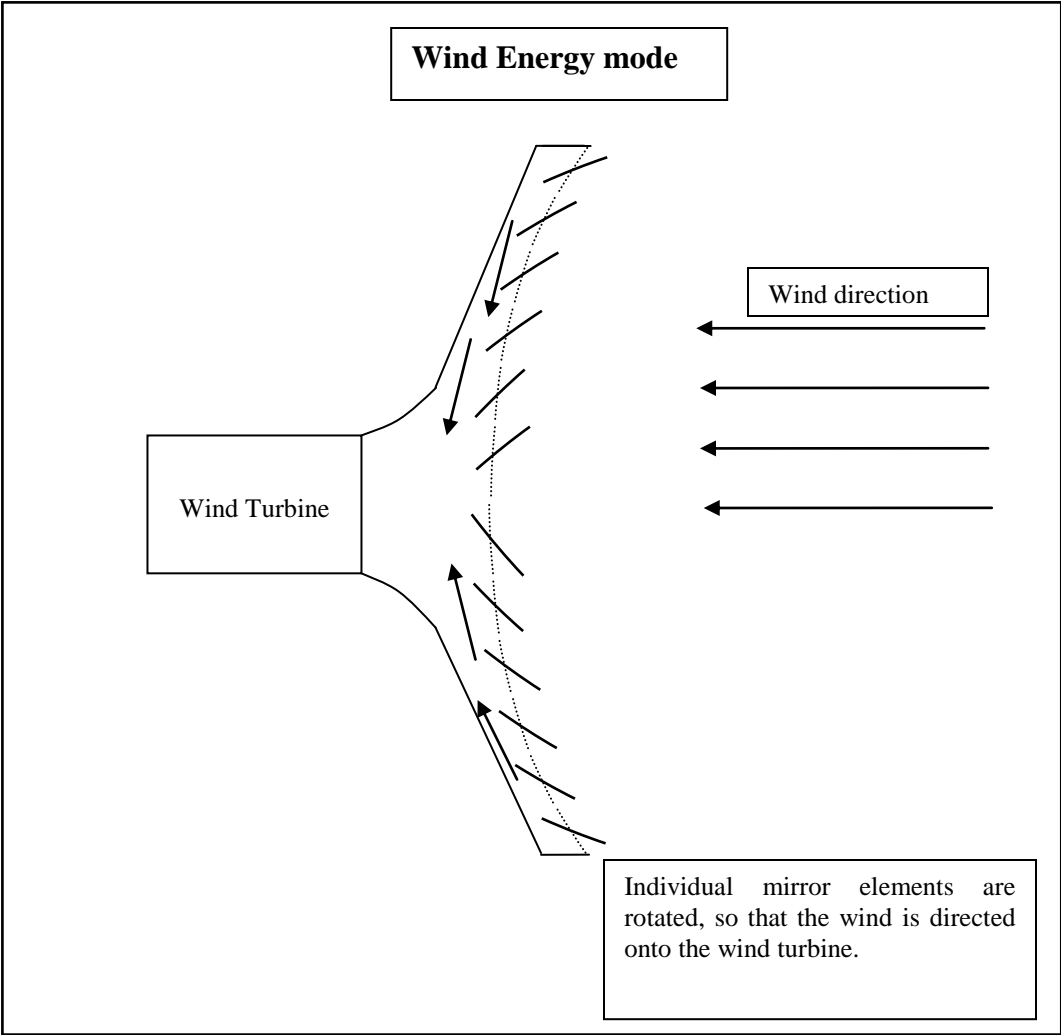 Wind Energy mode
Wind direction
Wind Turbine
Individual mirror elements are
rotated, so that the wind is directed
onto the wind turbine.